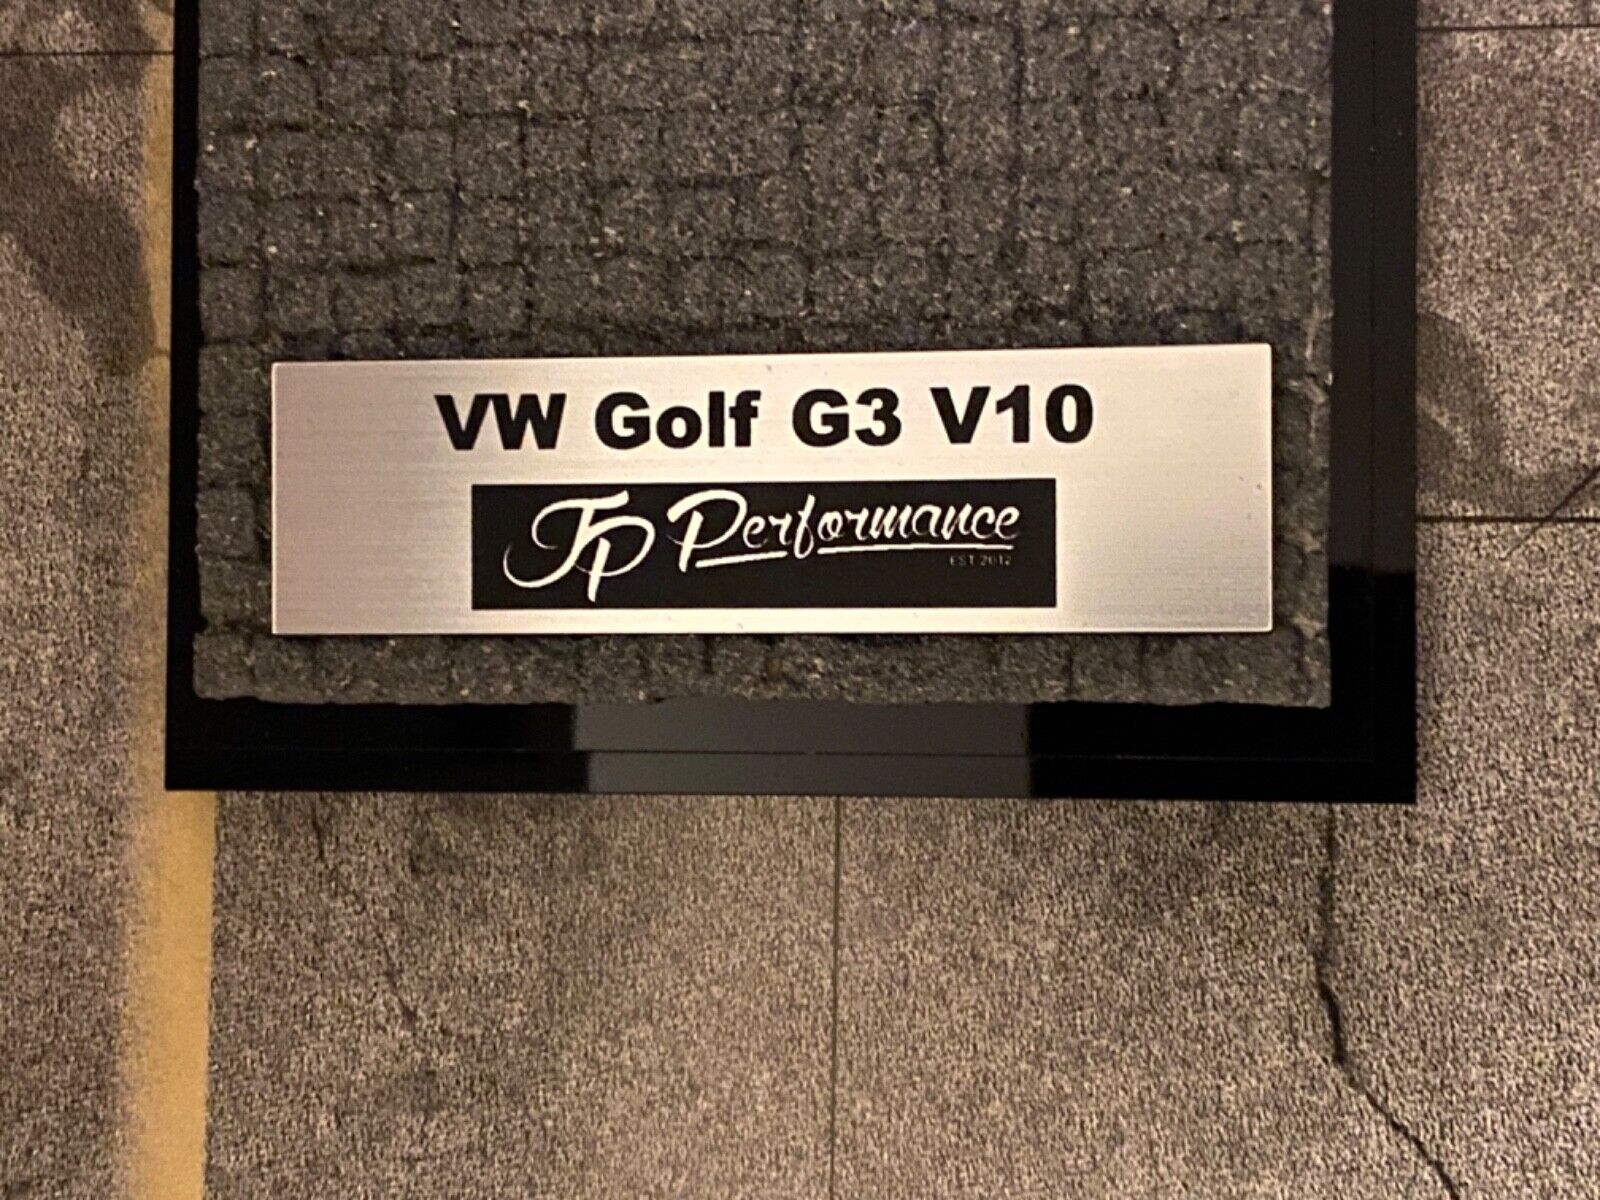 VW Golf G3 V10
JP Performance
EST 2012